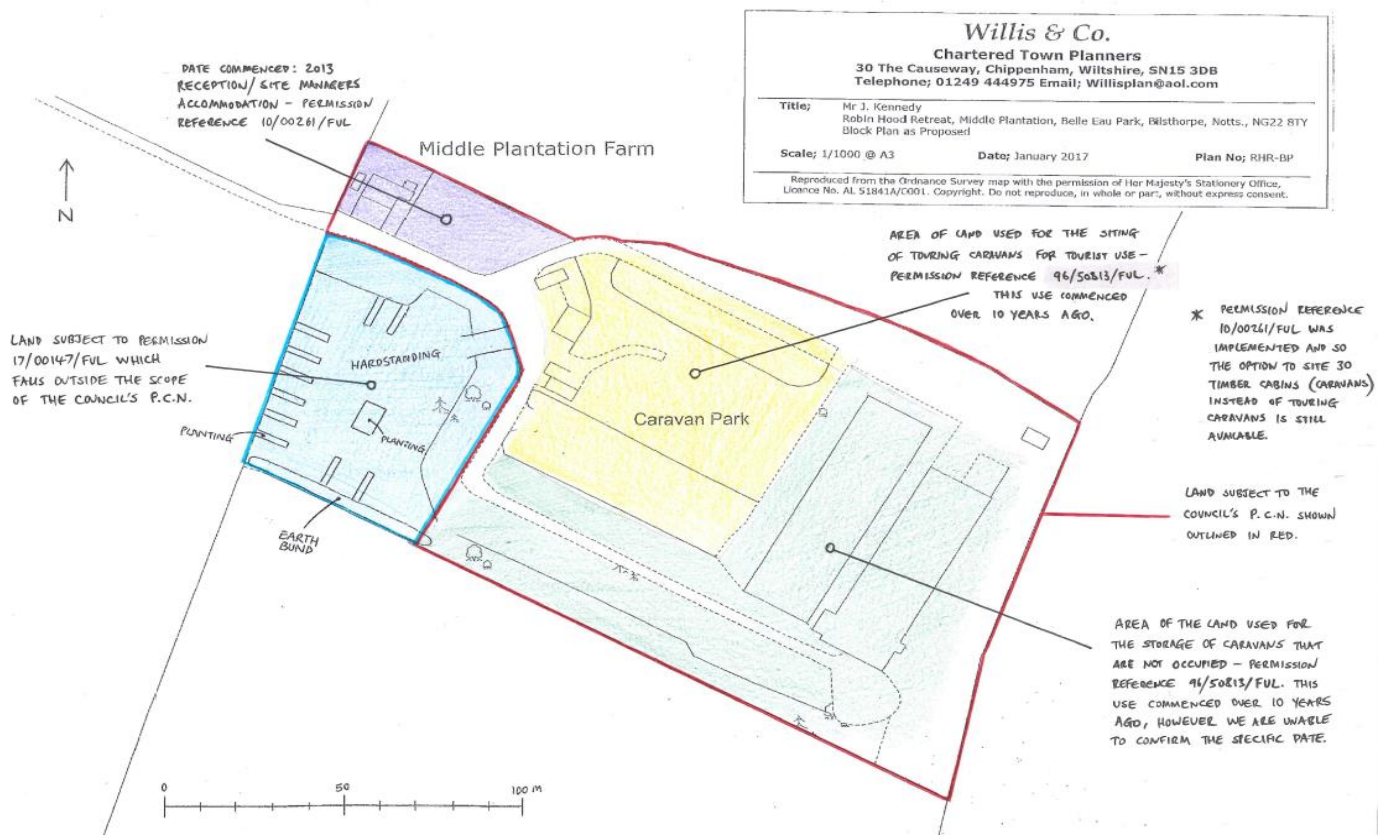 Willis & Co.
Chartered Town Planners
30 The Causeway, Chippenham, Wiltshire, SN15 3DB
Telephone; 01249 444975 Email; Willisplan@aol.com
Title; Mr J. Kennedy
Robin Hood Retreat, Middle Plantation, Belle Eau Park, Bilsthorpe, Notts., NG22 8TY
Block Plan as Proposed
Scale; 1/1000 @ A3 Date; January 2017 Plan No; RHR-BP
Reproduced from the Ordnance Survey map with the permission of Her Majesty's Stationery Office,
Licence No. AL 51841A/0001. Copyright. Do not reproduce, in whole or part, without express consent.
DATE COMMENCED: 2013
RECEPTION/ SITE MANAGERS
ACCOMMODATION - PERMISSION
REFERENCE 10/00261/FUL
N
Middle Plantation Farm
AREA OF LAND USED FOR THE SITING
OF TOURING CARAVANS FOR TOURIST USE -
PERMISSION REFERENCE 96/50813/FUL. *
THIS USE COMMENCED
OVER 10 YEARS AGO.
* PERMISSION REFERENCE
10/00261/FUL WAS
IMPLEMENTED AND SO
THE OPTION TO SITE 30
TIMBER CABINS (CARAVANS)
INSTEAD OF TOURING
CARAVANS IS STILL
AVAILABLE.
LAND SUBJECT TO PERMISSION
17/00147/FUL WHICH
FALLS OUTSIDE THE SCOPE
OF THE COUNCIL'S P.C.N.
HARDSTANDING
PLANTING
PLANTING
EARTH
BUND
Caravan Park
LAND SUBJECT TO THE
COUNCIL'S P.C.N. SHOWN
OUTLINED IN RED.
AREA OF THE LAND USED FOR
THE STORAGE OF CARAVANS THAT
ARE NOT OCCUPIED - PERMISSION
REFERENCE 96/50813/FUL. THIS
USE COMMENCED OVER 10 YEARS
AGO, HOWEVER WE ARE UNABLE
TO CONFIRM THE SPECIFIC DATE.
0 50 100 M